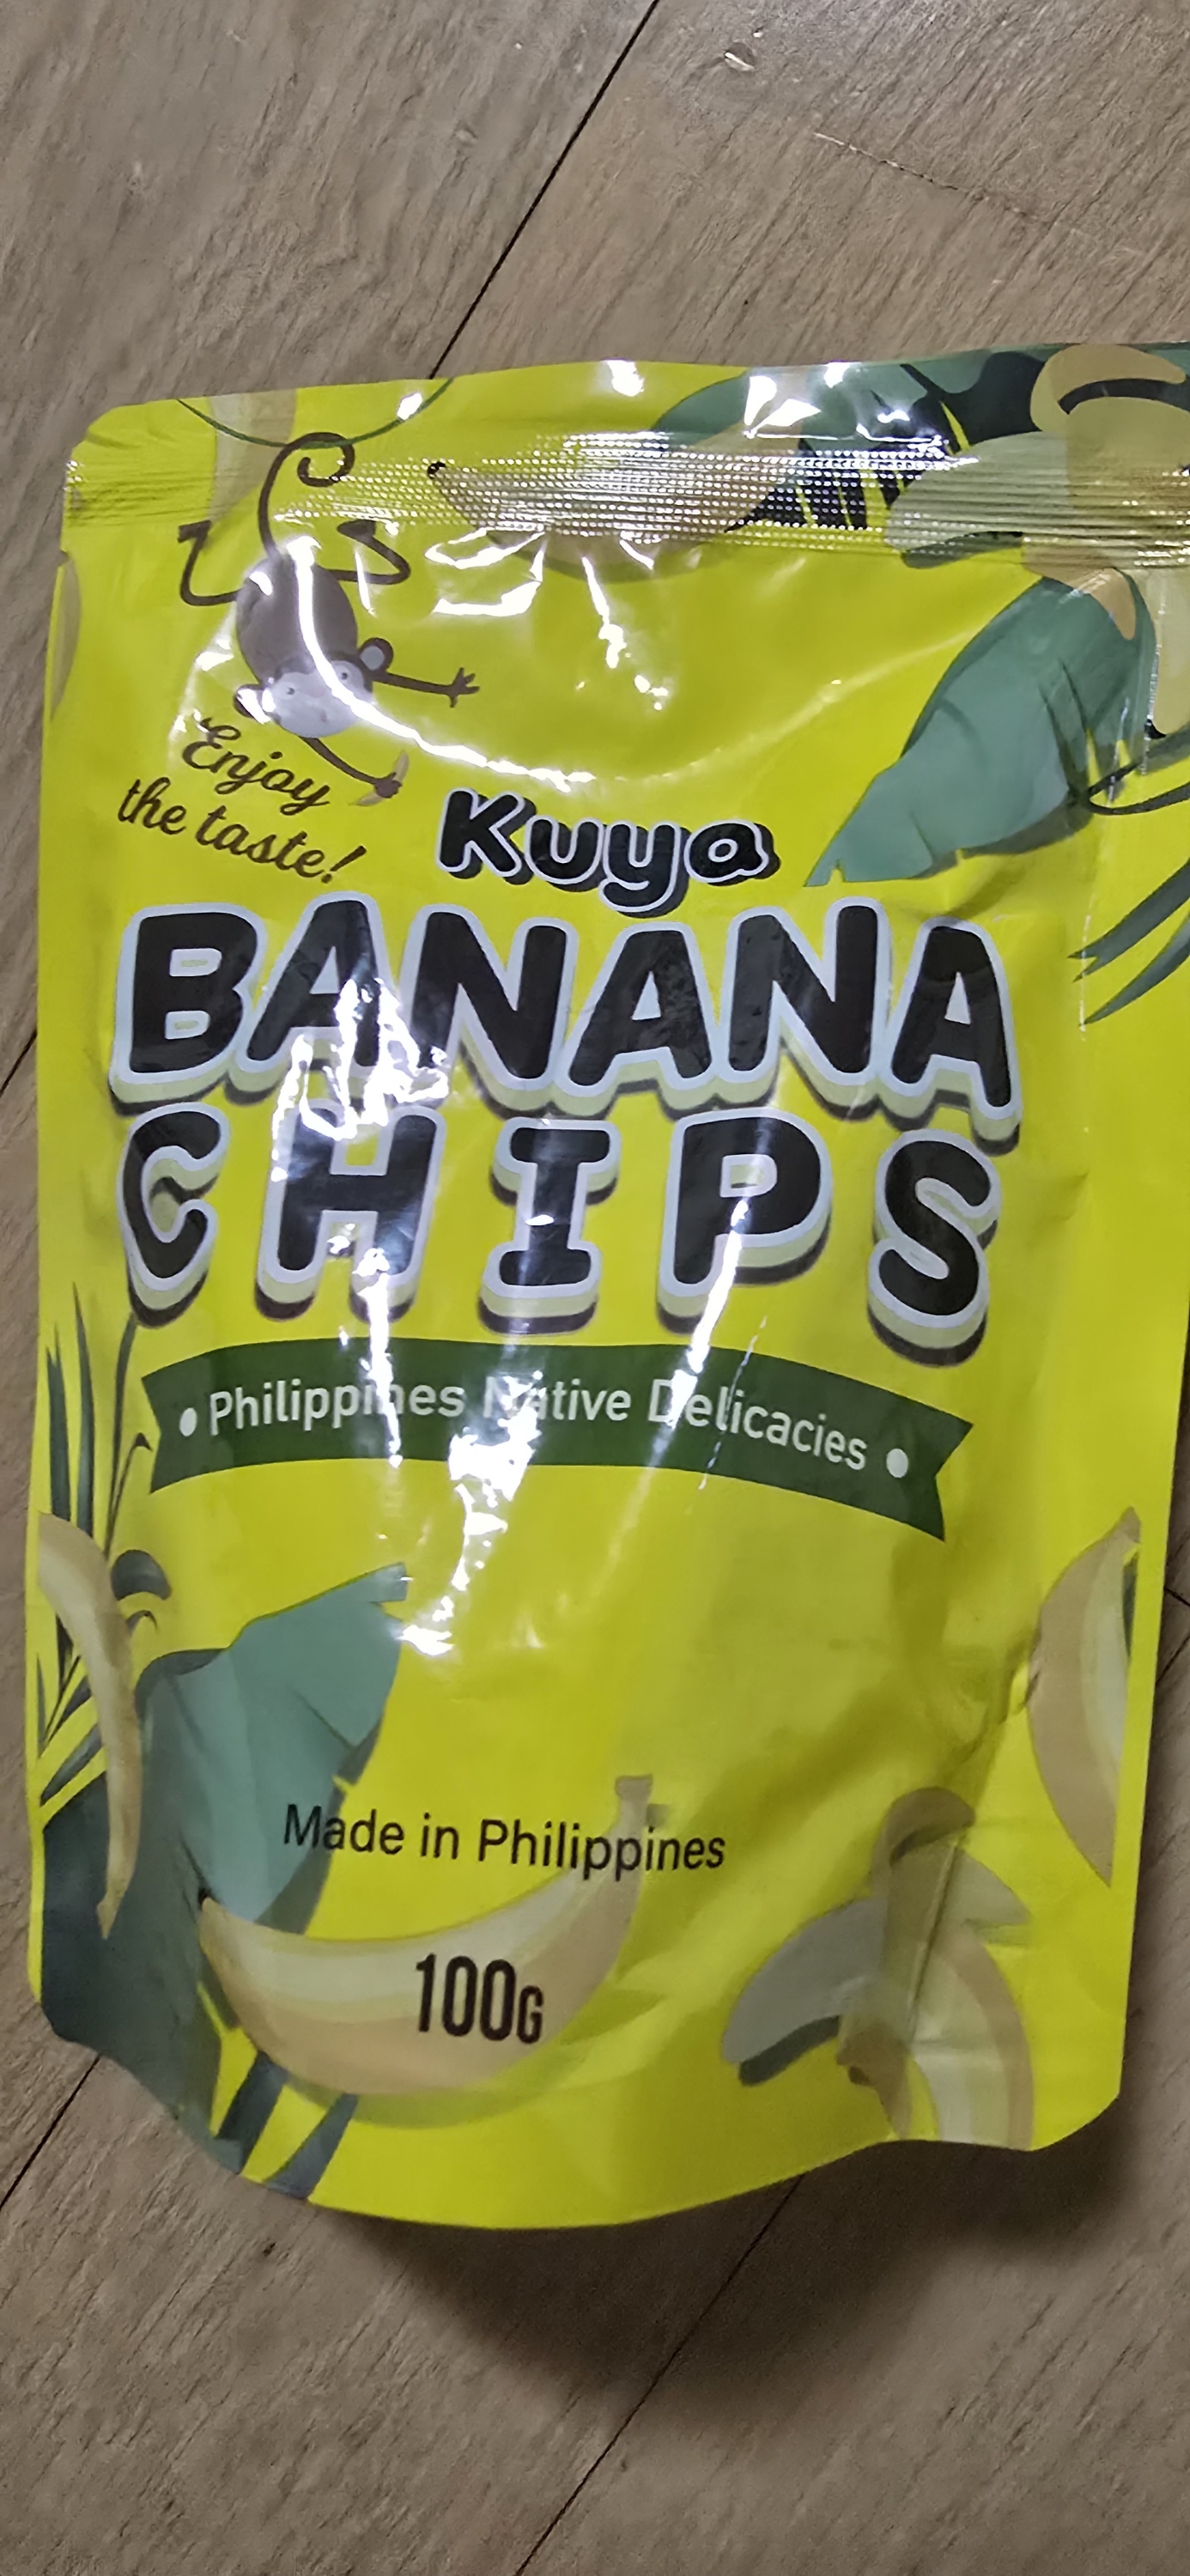 Enjoy
the taste!
Kuya
BANANA
CHIPS
• Philippines Native Delicacies •
Made in Philippines
100G